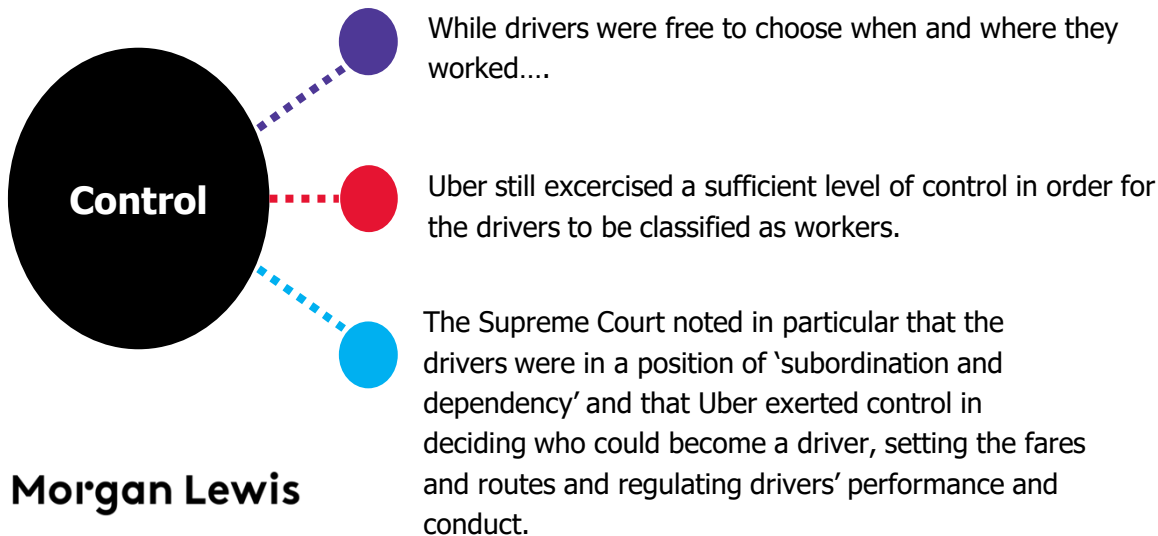 While drivers were free to choose when and where they
worked….
Control
Uber still excercised a sufficient level of control in order for
the drivers to be classified as workers.
The Supreme Court noted in particular that the
drivers were in a position of ‘subordination and
dependency’ and that Uber exerted control in
deciding who could become a driver, setting the fares
and routes and regulating drivers’ performance and
conduct.
Morgan Lewis